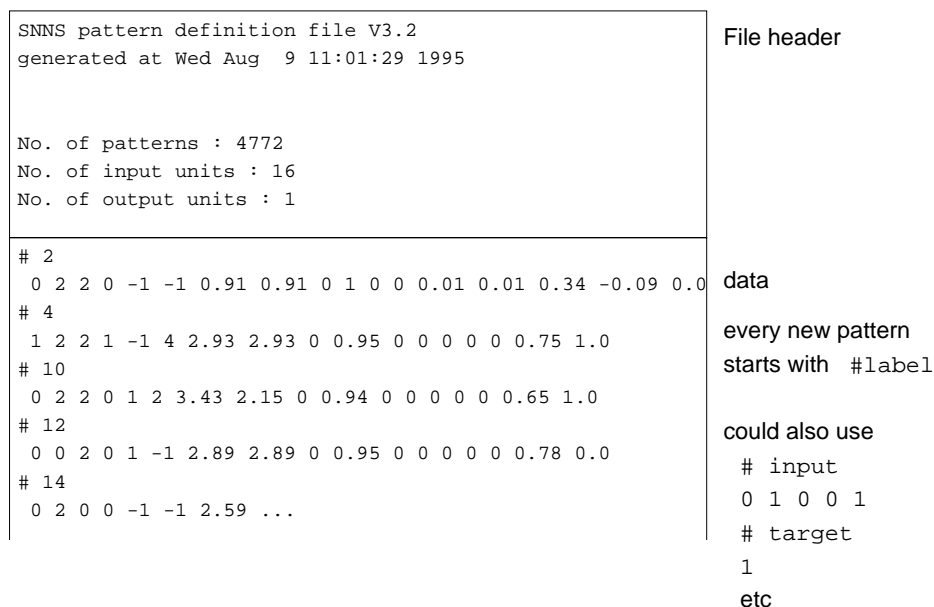 SNNS pattern definition file V3.2
generated at Wed Aug  9 11:01:29 1995
No. of patterns : 4772
No. of input units : 16
No. of output units : 1
File header
# 2
0 2 2 0 -1 -1 0.91 0.91 0 1 0 0 0.01 0.01 0.34 -0.09 0.0
# 4
1 2 2 1 -1 4 2.93 2.93 0 0.95 0 0 0 0 0 0.75 1.0
# 10
0 2 2 0 1 2 3.43 2.15 0 0.94 0 0 0 0 0 0.65 1.0
# 12
0 0 2 0 1 -1 2.89 2.89 0 0.95 0 0 0 0 0 0.78 0.0
# 14
0 2 0 0 -1 -1 2.59 ...
data
every new pattern
starts with #label
could also use
# input
0 1 0 0 1
# target
1
etc